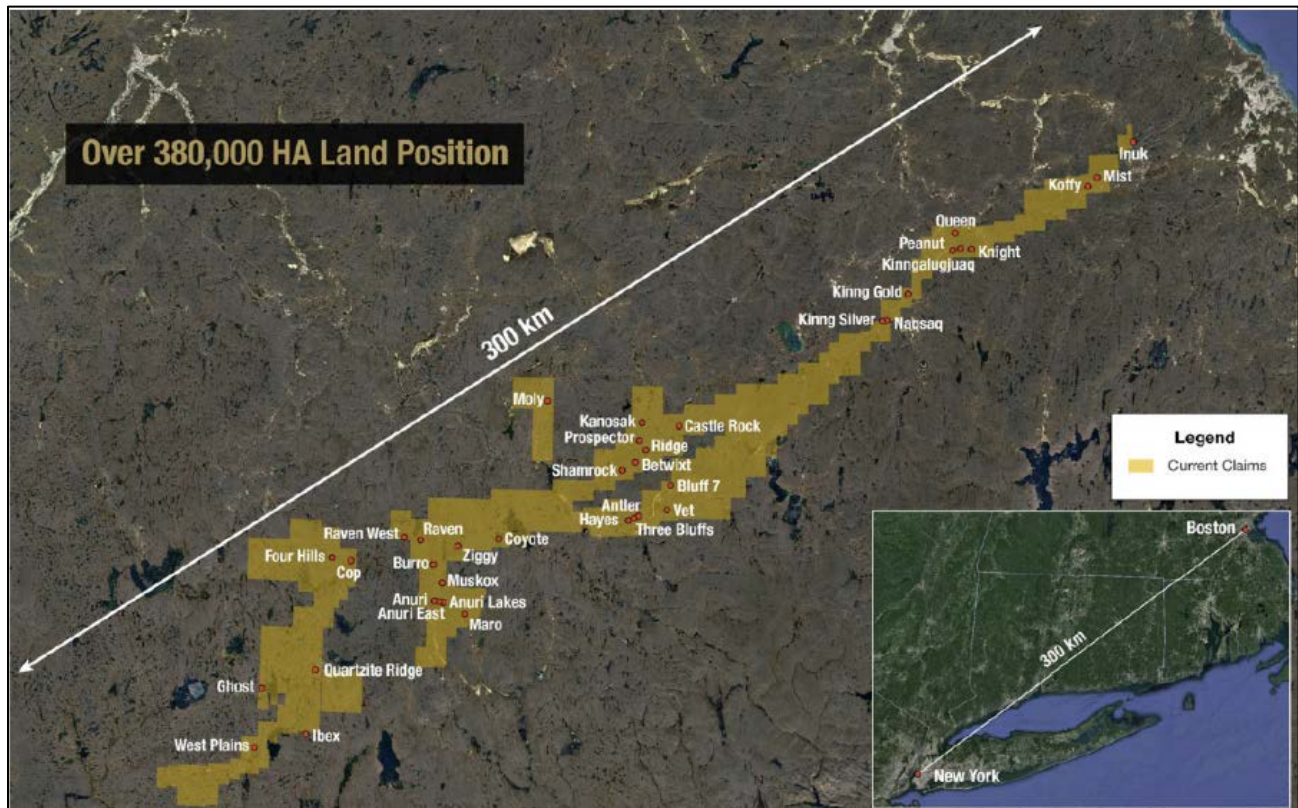 Over 380,000 HA Land Position
300 km
Inuk
Mist
Koffy
Queen
Peanut
Knight
Kinngalugjuaq
Kinng Gold
Kinng Silver
Naqsaq
Moly
Kanosak
Castle Rock
Prospector
Ridge
Betwixt
Shamrock
Bluff 7
Antler
Vet
Hayes
Three Bluffs
Raven West
Raven
Coyote
Ziggy
Four Hills
Cop
Burro
Muskox
Anuri
Anuri Lakes
Anuri East
Maro
Quartzite Ridge
Ghost
Ibex
West Plains
Legend
Current Claims
Boston
300 km
New York